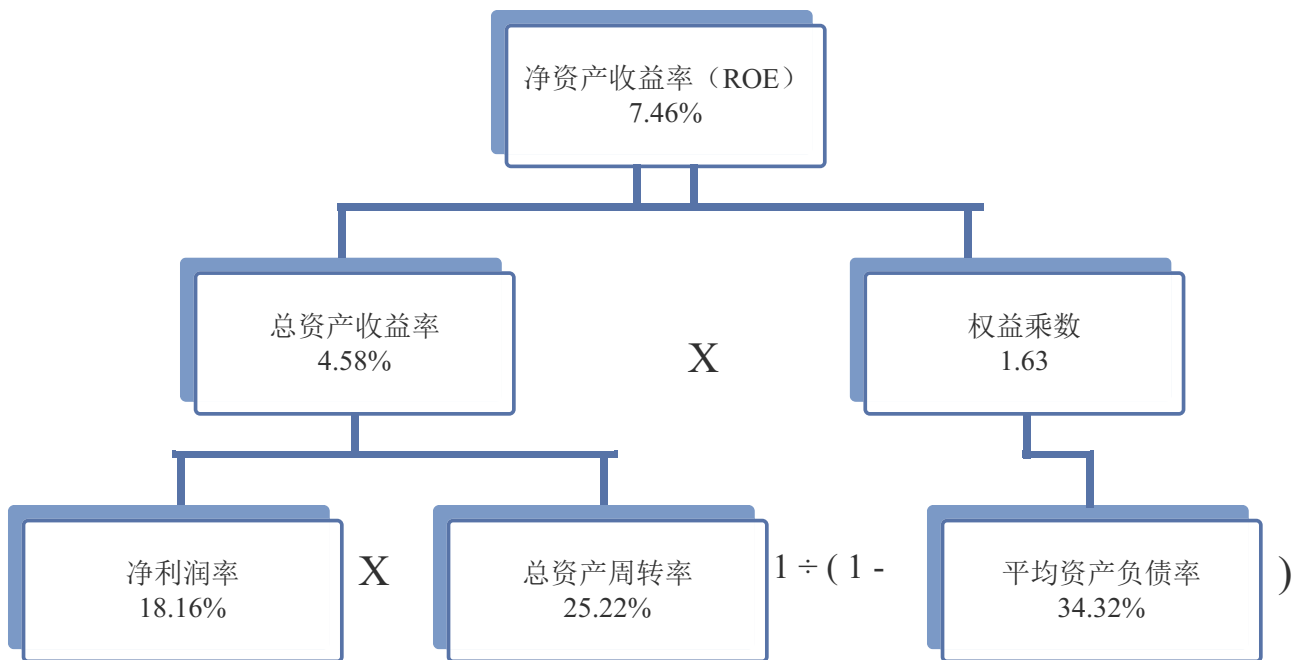 净资产收益率（ROE）
7.46%
总资产收益率
4.58%
X
权益乘数
1.63
净利润率
18.16%
X
总资产周转率
25.22%
1 ÷ ( 1 -
平均资产负债率
34.32%
)